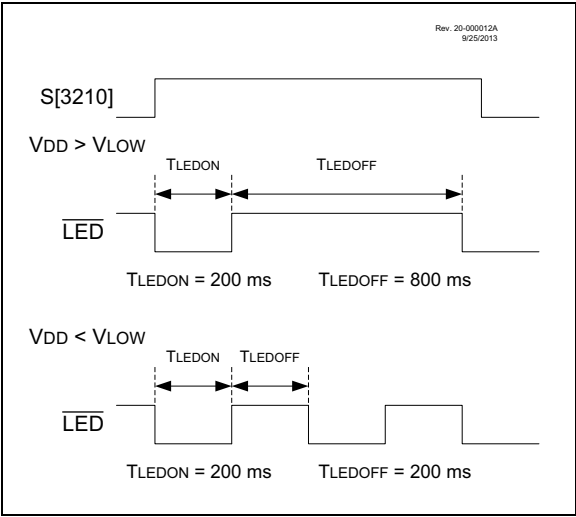 Rev. 20-000012A
9/25/2013
S[3210]
VDD > VLOW
TLEDON TLEDOFF
LED
TLEDON = 200 ms TLEDOFF = 800 ms
VDD < VLOW
TLEDON TLEDOFF
LED
TLEDON = 200 ms TLEDOFF = 200 ms